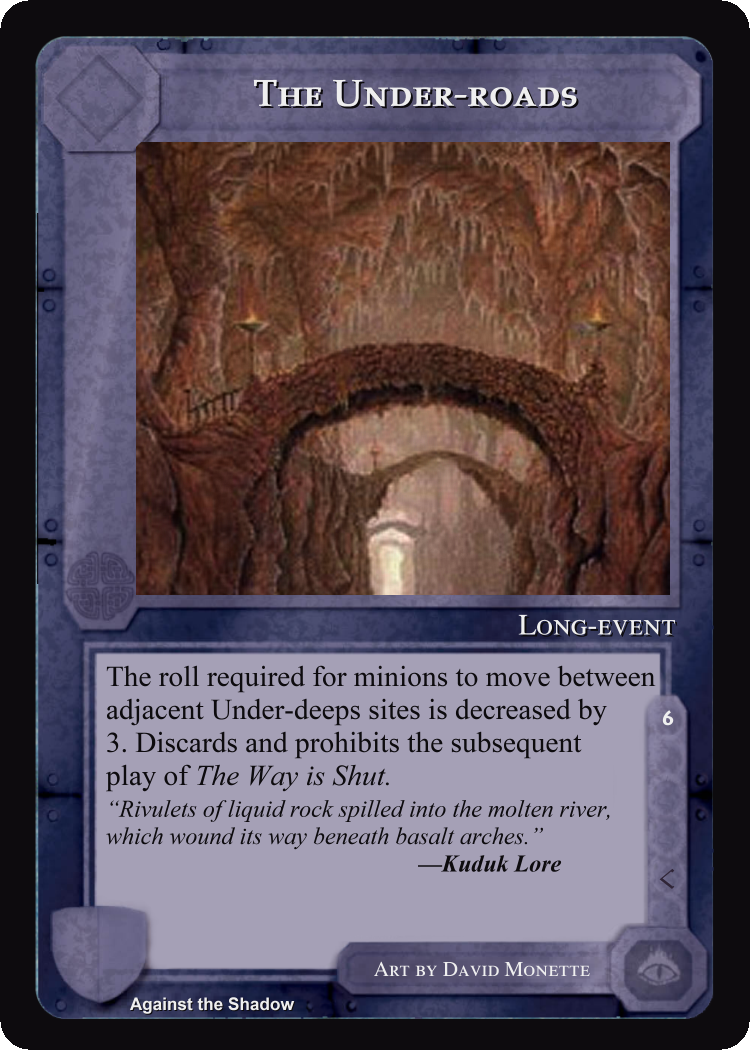 The Under-roads
Long-event
The roll required for minions to move between
adjacent Under-deeps sites is decreased by
3. Discards and prohibits the subsequent
play of The Way is Shut.
“Rivulets of liquid rock spilled into the molten river,
which wound its way beneath basalt arches.”
—Kuduk Lore
6
Art by David Monette
Against the Shadow